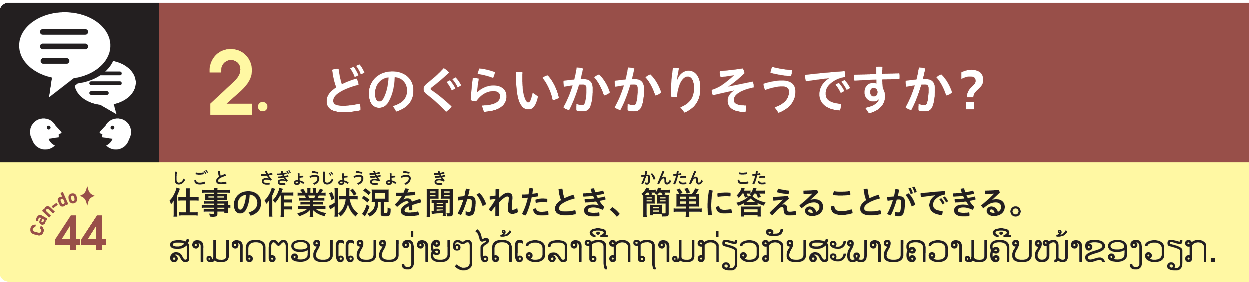 2. どのぐらいかかりそうですか？
Can-do
44
しごと さぎょうじょうきょう き かんたん こた
仕事の作業状況を聞かれたとき、簡単に答えることができる。
ສາມາດຕອບແບບງ່າຍໆໄດ້ເວລາຖືກຖາມກ່ຽວກັບສະພາບຄວາມຄືບໜ້າຂອງວຽກ.